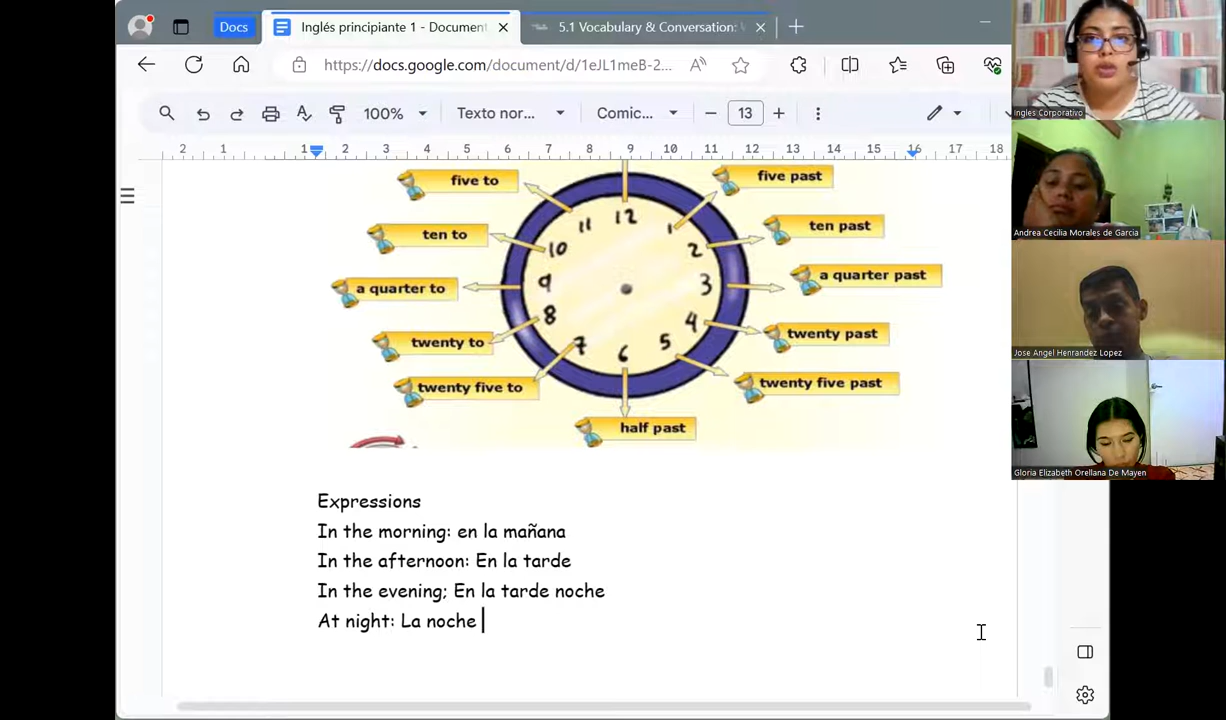 Docs
Inglés principiante 1 - Document
5.1 Vocabulary & Conversation:
https://docs.google.com/document/d/1eJL1meB-2...
100%
Texto nor...
Comic...
13
2 1 1 2 3 4 5 6 7 8 9 10 11 12 13 14 15 16 17 18
five to
five past
ten to
ten past
a quarter to
a quarter past
twenty to
twenty past
twenty five to
twenty five past
half past
12
1
2
3
4
5
6
7
8
9
10
11
Expressions
In the morning: en la mañana
In the afternoon: En la tarde
In the evening; En la tarde noche
At night: La noche
Ingles Corporativo
Andrea Cecilia Morales de Garcia
Jose Angel Henrandez Lopez
Gloria Elizabeth Orellana De Mayen